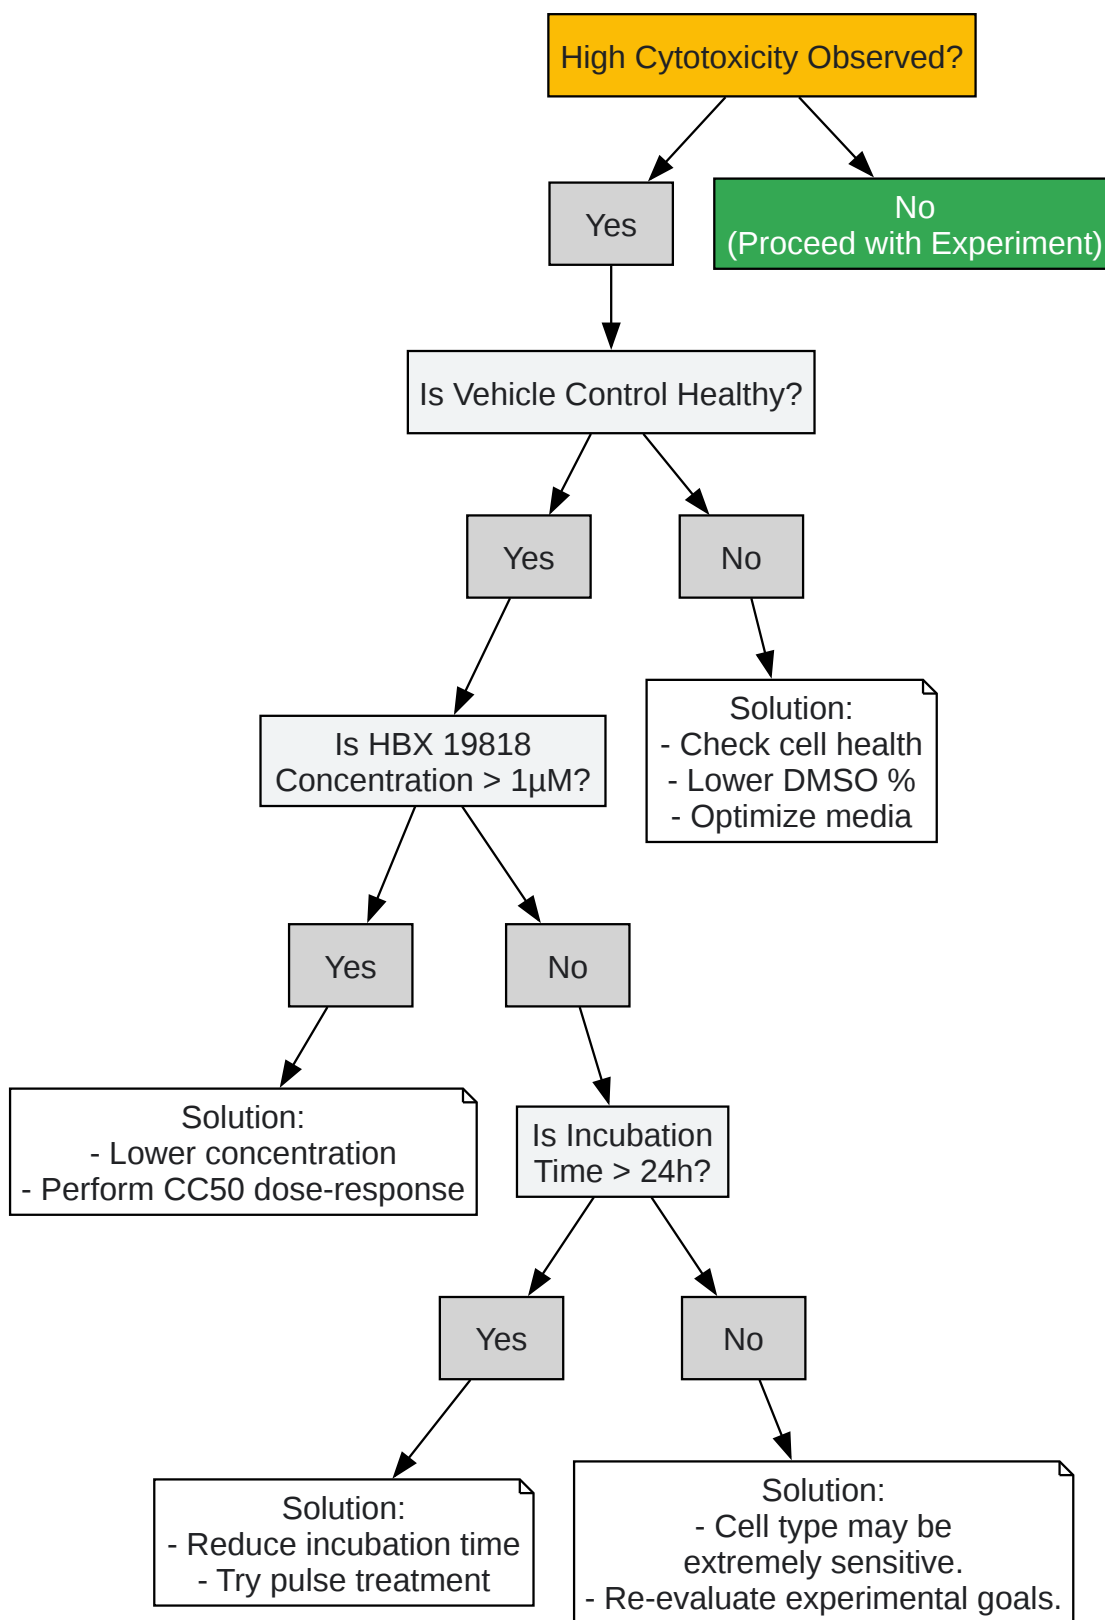 High Cytotoxicity Observed?
Yes
No
(Proceed with Experiment)
Is Vehicle Control Healthy?
Yes
No
Is HBX 19818
Concentration > 1µM?
Solution:
- Check cell health
- Lower DMSO %
- Optimize media
Yes
No
Solution:
- Lower concentration
- Perform CC50 dose-response
Is Incubation
Time > 24h?
Yes
No
Solution:
- Reduce incubation time
- Try pulse treatment
Solution:
- Cell type may be
extremely sensitive.
- Re-evaluate experimental goals.